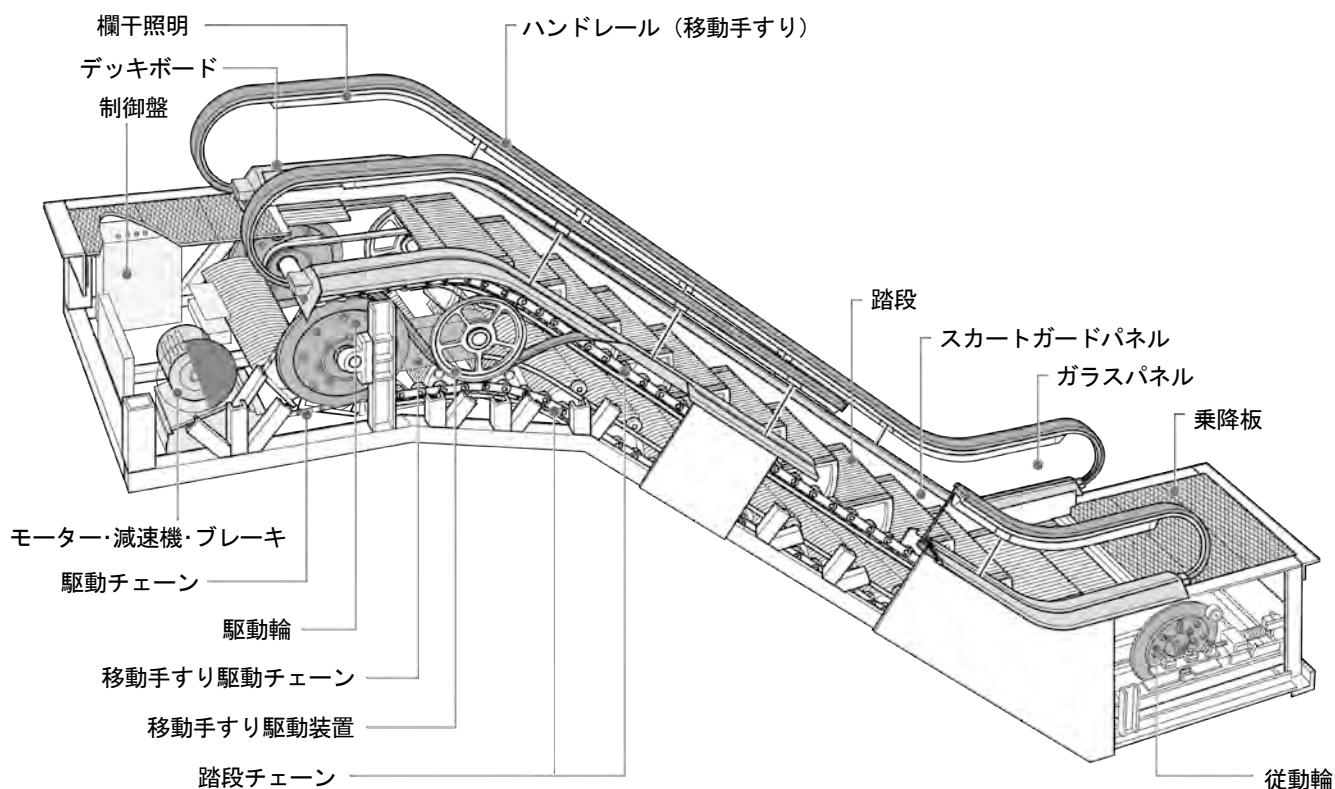 欄干照明
ハンドレール（移動手すり）
デッキボード
制御盤
踏段
スカートガードパネル
ガラスパネル
乗降板
モーター・減速機・ブレーキ
駆動チェーン
駆動輪
移動手すり駆動チェーン
移動手すり駆動装置
踏段チェーン
従動輪